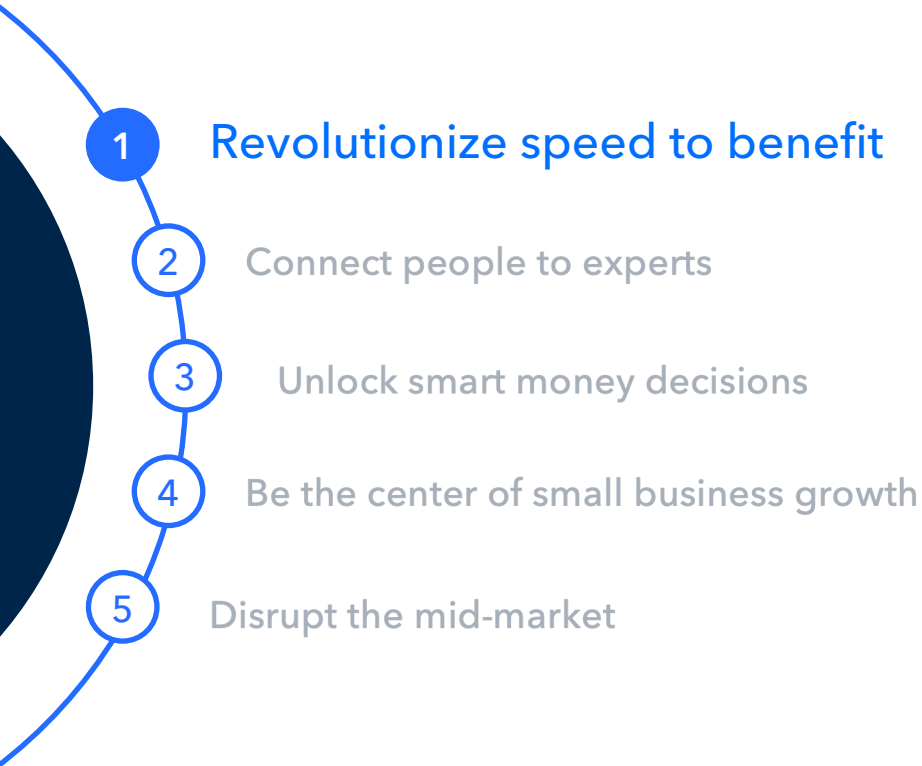 1 Revolutionize speed to benefit
2 Connect people to experts
3 Unlock smart money decisions
4 Be the center of small business growth
5 Disrupt the mid-market